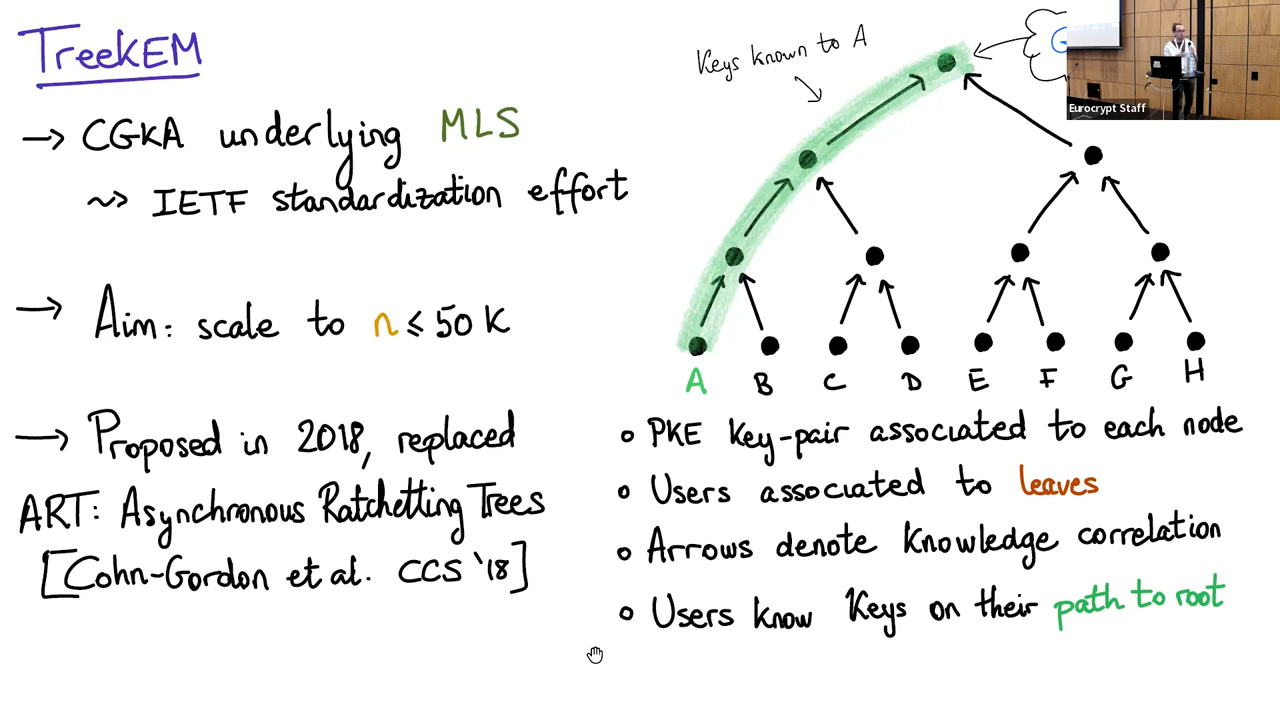 TreeKEM
→ CGKA underlying MLS
⇝ IETF standardization effort
→ Aim: scale to n ≤ 50K
→ Proposed in 2018, replaced
ART: Asynchronous Ratchetting Trees
[Cohn-Gordon et al. CCS '18]
Keys known to A
Eurocrypt Staff
A B C D E F G H
∘ PKE Key-pair associated to each node
∘ Users associated to leaves
∘ Arrows denote Knowledge correlation
∘ Users know Keys on their path to root